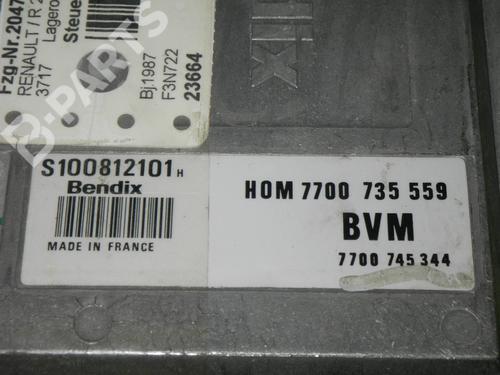 Fzg-Nr.2047
RENAULT / R 2
3717 Lagero
Steue
Bj.1987
F3N722
23664
B-PARTS
S100812101 H
Bendix
MADE IN FRANCE
HOM 7700 735 559
BVM
7700 745 344